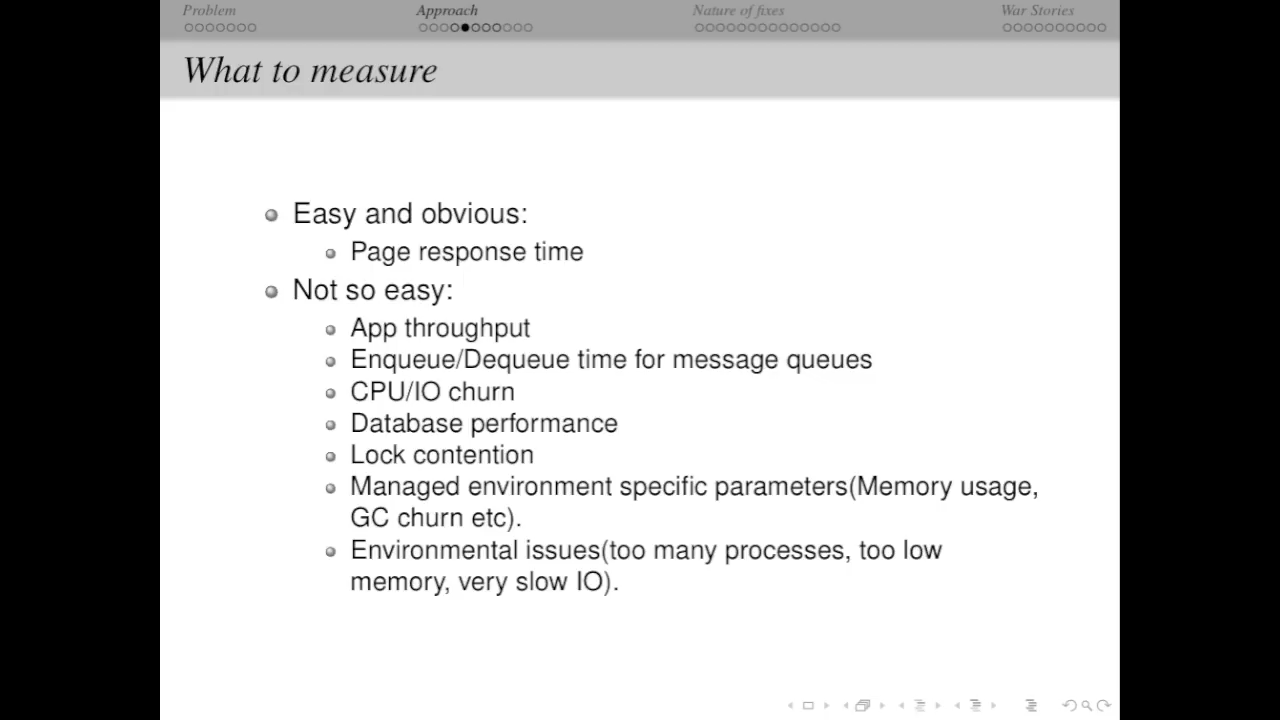 Problem
Approach
Nature of fixes
War Stories
What to measure
Easy and obvious:
Page response time
Not so easy:
App throughput
Enqueue/Dequeue time for message queues
CPU/IO churn
Database performance
Lock contention
Managed environment specific parameters(Memory usage,
GC churn etc).
Environmental issues(too many processes, too low
memory, very slow IO).